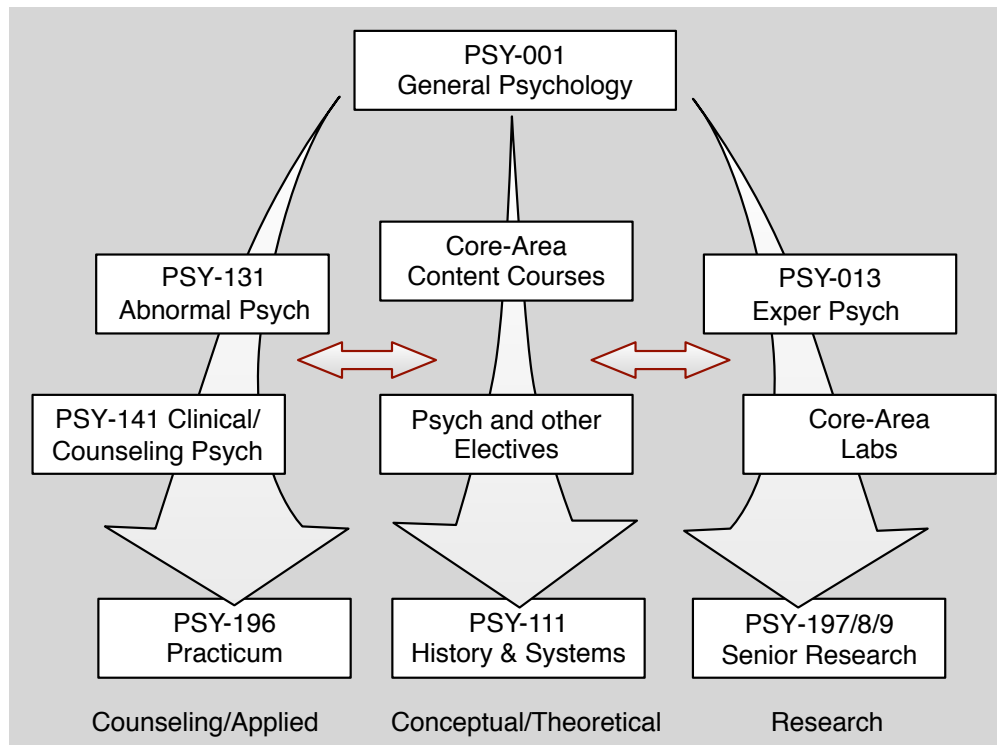 PSY-001
General Psychology
Core-Area
Content Courses
PSY-131
Abnormal Psych
PSY-013
Exper Psych
PSY-141 Clinical/
Counseling Psych
Psych and other
Electives
Core-Area
Labs
PSY-196
Practicum
PSY-111
History & Systems
PSY-197/8/9
Senior Research
Counseling/Applied
Conceptual/Theoretical
Research